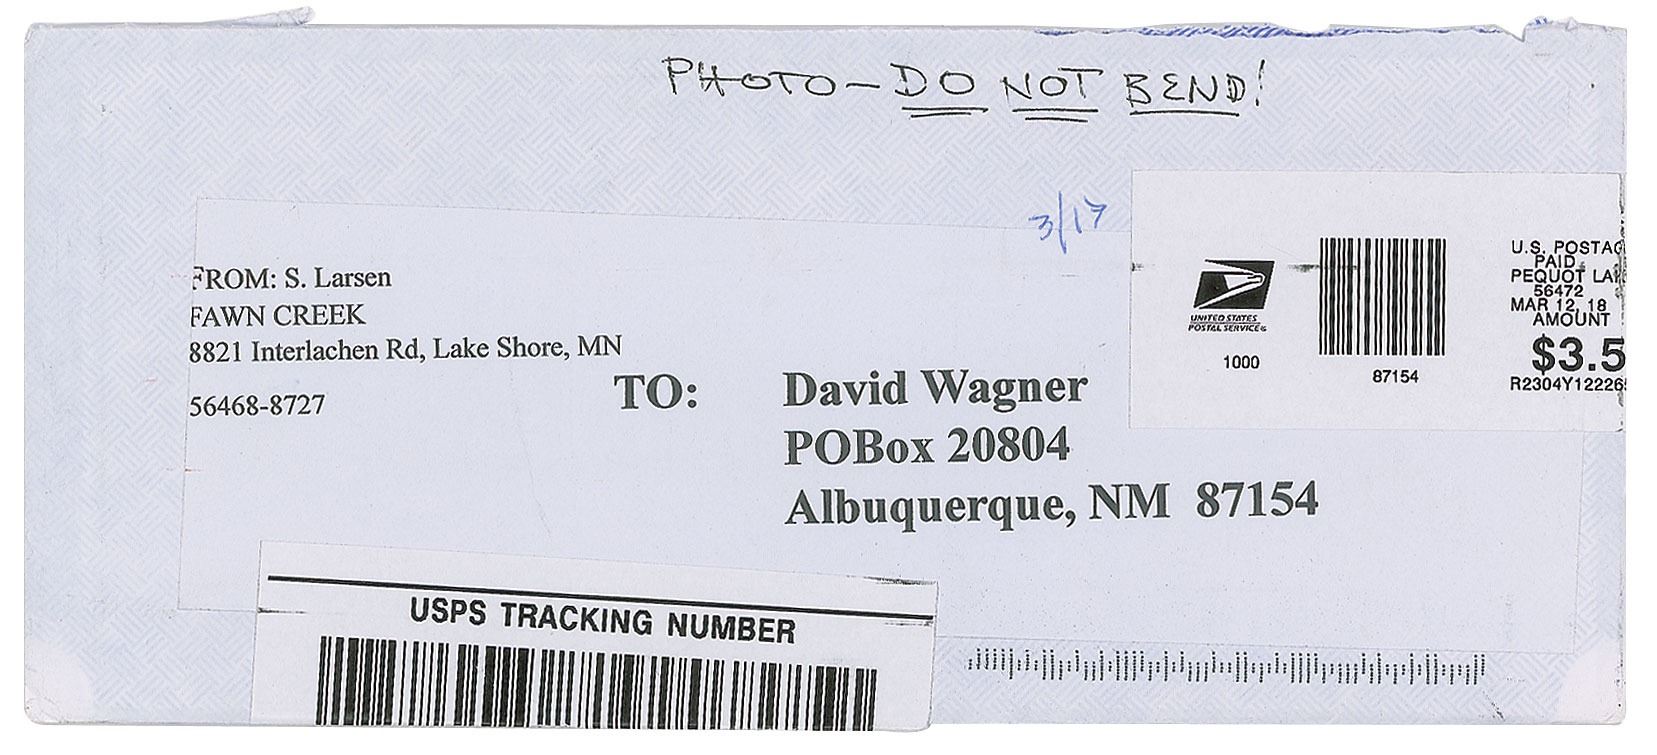 PHOTO – DO NOT BEND!
3/17
FROM: S. Larsen
FAWN CREEK
8821 Interlachen Rd, Lake Shore, MN
56468-8727
TO: David Wagner
POBox 20804
Albuquerque, NM 87154
UNITED STATES
POSTAL SERVICE®
1000
87154
U.S. POSTAG
PAID
PEQUOT LA
56472
MAR 12, 18
AMOUNT
$3.5
R2304Y12226
USPS TRACKING NUMBER